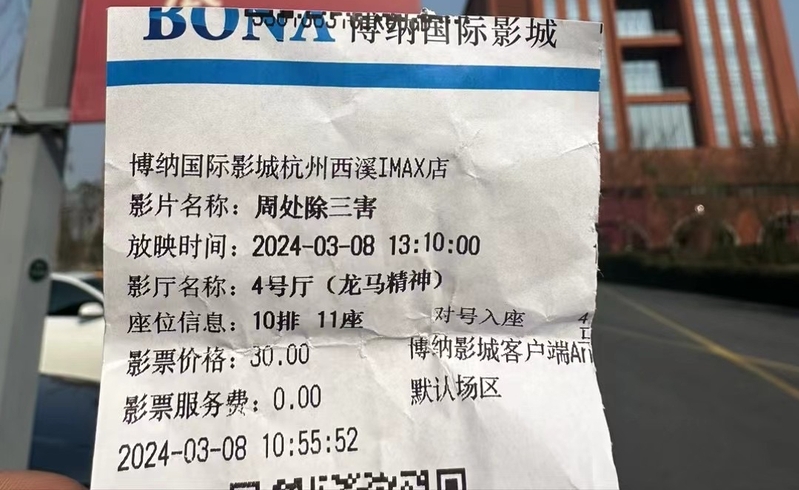 BONA 博纳国际影城
博纳国际影城杭州西溪IMAX店
影片名称：周处除三害
放映时间：2024-03-08 13:10:00
影厅名称：4号厅（龙马精神）
座位信息：10排 11座 对号入座
影票价格：30.00 博纳影城客户端
影票服务费：0.00 默认场区
2024-03-08 10:55:52